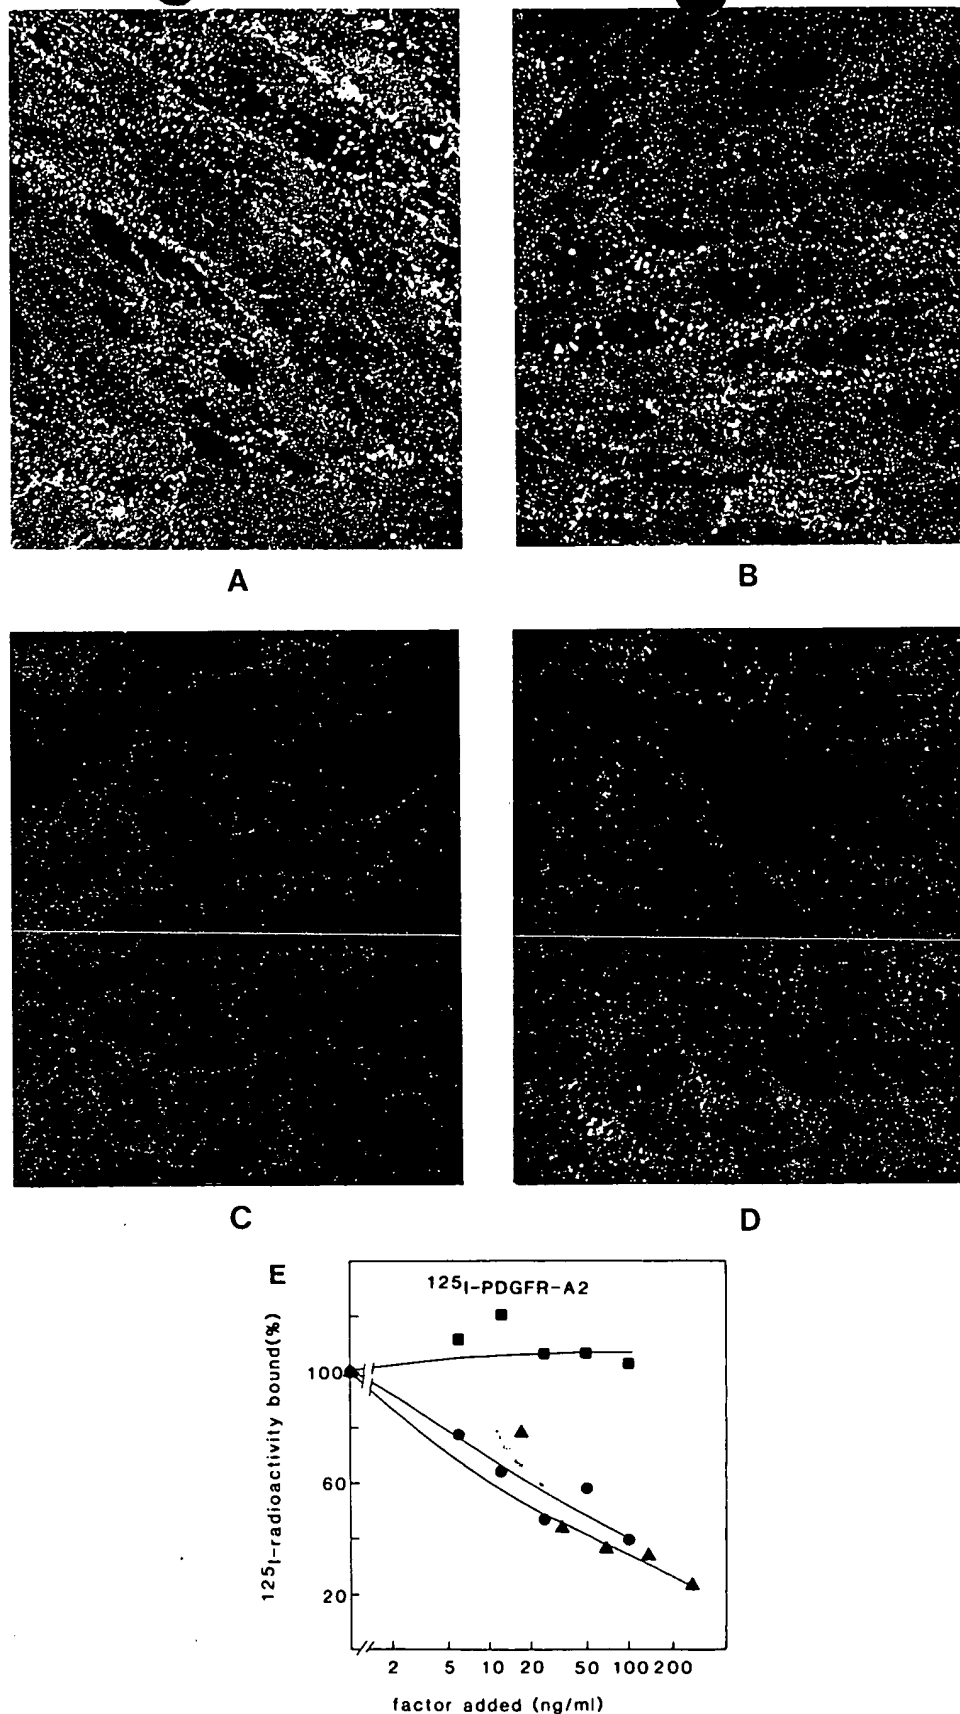 A
B
C
D
E
125I-PDGFR-A2
125I-radioactivity bound(%)
100
60
20
2 5 10 20 50 100 200
factor added (ng/ml)